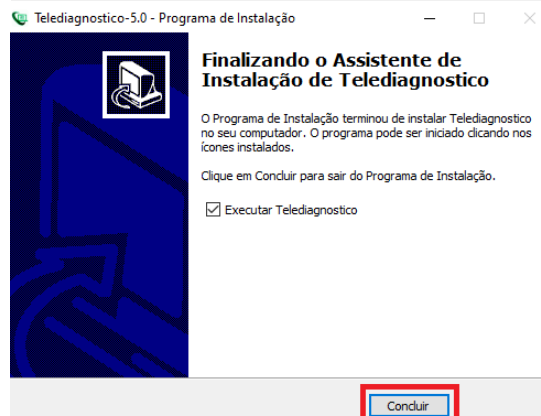 Telediagnostico-5.0 - Programa de Instalação
Finalizando o Assistente de
Instalação de Telediagnostico
O Programa de Instalação terminou de instalar Telediagnostico
no seu computador. O programa pode ser iniciado clicando nos
ícones instalados.
Clique em Concluir para sair do Programa de Instalação.
Executar Telediagnostico
Concluir